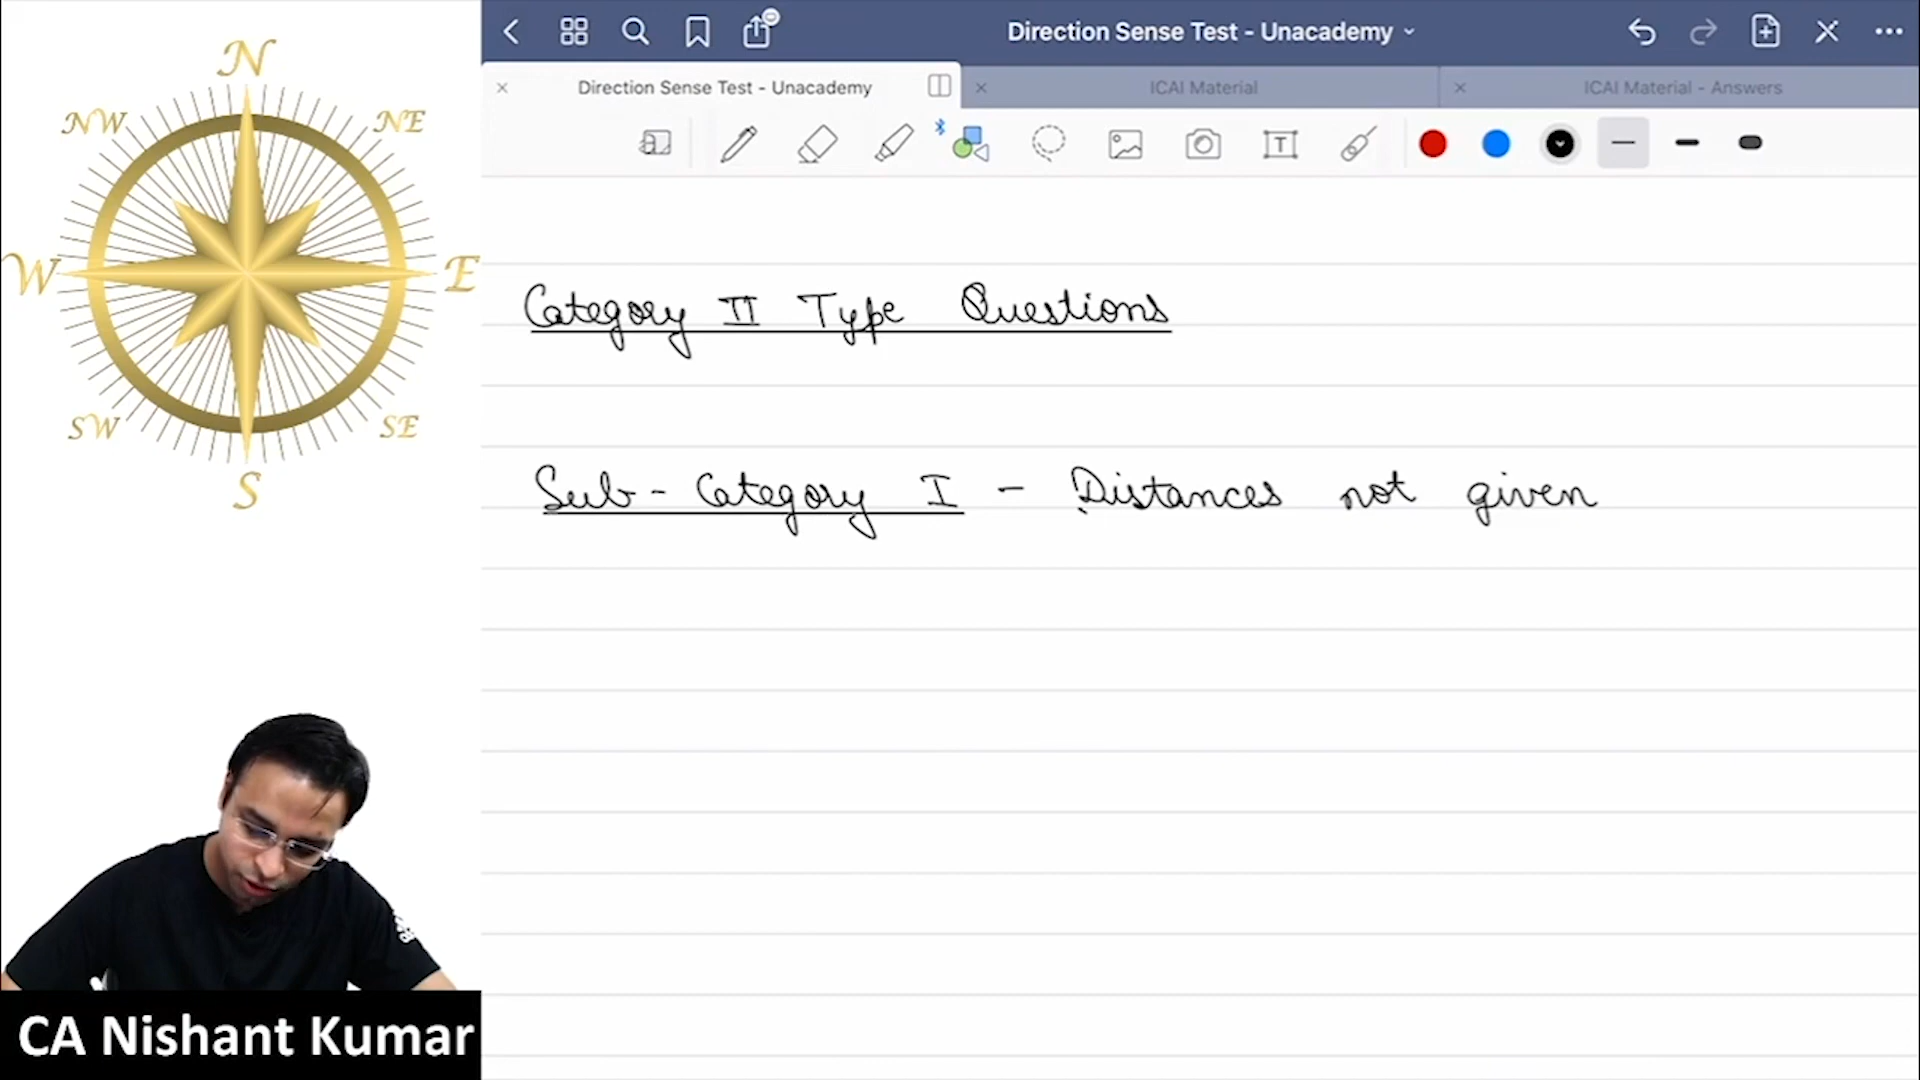 N
NW NE
W E
SW SE
S
CA Nishant Kumar
Direction Sense Test - Unacademy
Direction Sense Test - Unacademy
ICAI Material
ICAI Material - Answers
a
T
Category II Type Questions
Sub - Category I - Distances not given